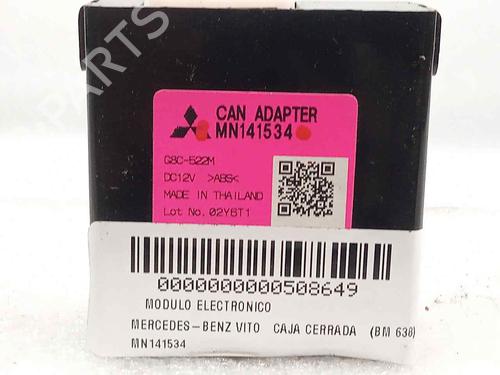 PARTS
CAN ADAPTER
MN141534
G8C-522M
DC12V >ABS<
MADE IN THAILAND
Lot No. 02Y6T1
0000000000508649
MODULO ELECTRONICO
MERCEDES-BENZ VITO CAJA CERRADA (BM 638)
MN141534